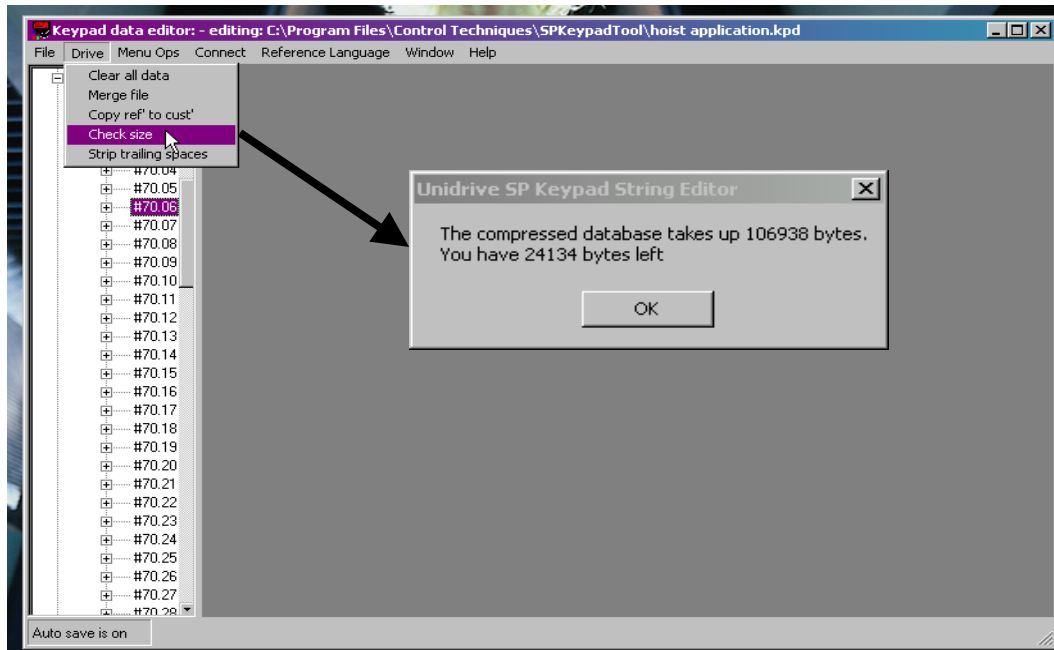 Keypad data editor: - editing: C:\Program Files\Control Techniques\SPKeypadTool\hoist application.kpd
File Drive Menu Ops Connect Reference Language Window Help
Clear all data
Merge file
Copy ref' to cust'
Check size
Strip trailing spaces
#70.04
#70.05
#70.06
#70.07
#70.08
#70.09
#70.10
#70.11
#70.12
#70.13
#70.14
#70.15
#70.16
#70.17
#70.18
#70.19
#70.20
#70.21
#70.22
#70.23
#70.24
#70.25
#70.26
#70.27
#70.28
Unidrive SP Keypad String Editor
The compressed database takes up 106938 bytes.
You have 24134 bytes left
OK
Auto save is on